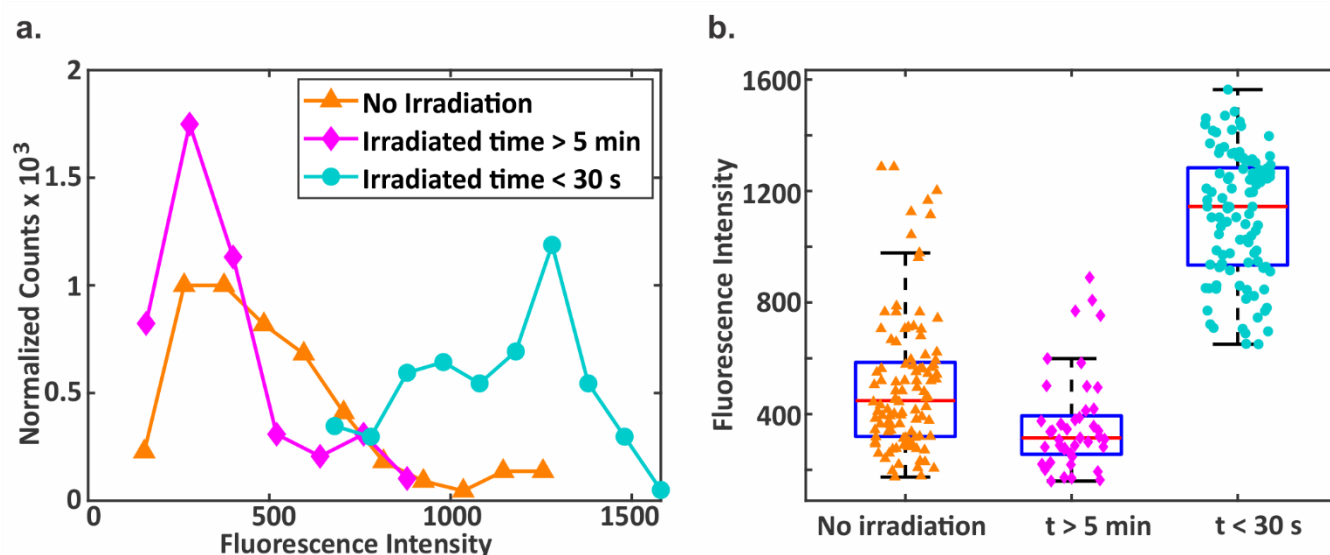 a.
2
1.5
1
0.5
0
Normalized Counts x 10³
No Irradiation
Irradiated time > 5 min
Irradiated time < 30 s
0 500 1000 1500
Fluorescence Intensity
b.
1600
1200
800
400
Fluorescence Intensity
No irradiation t > 5 min t < 30 s